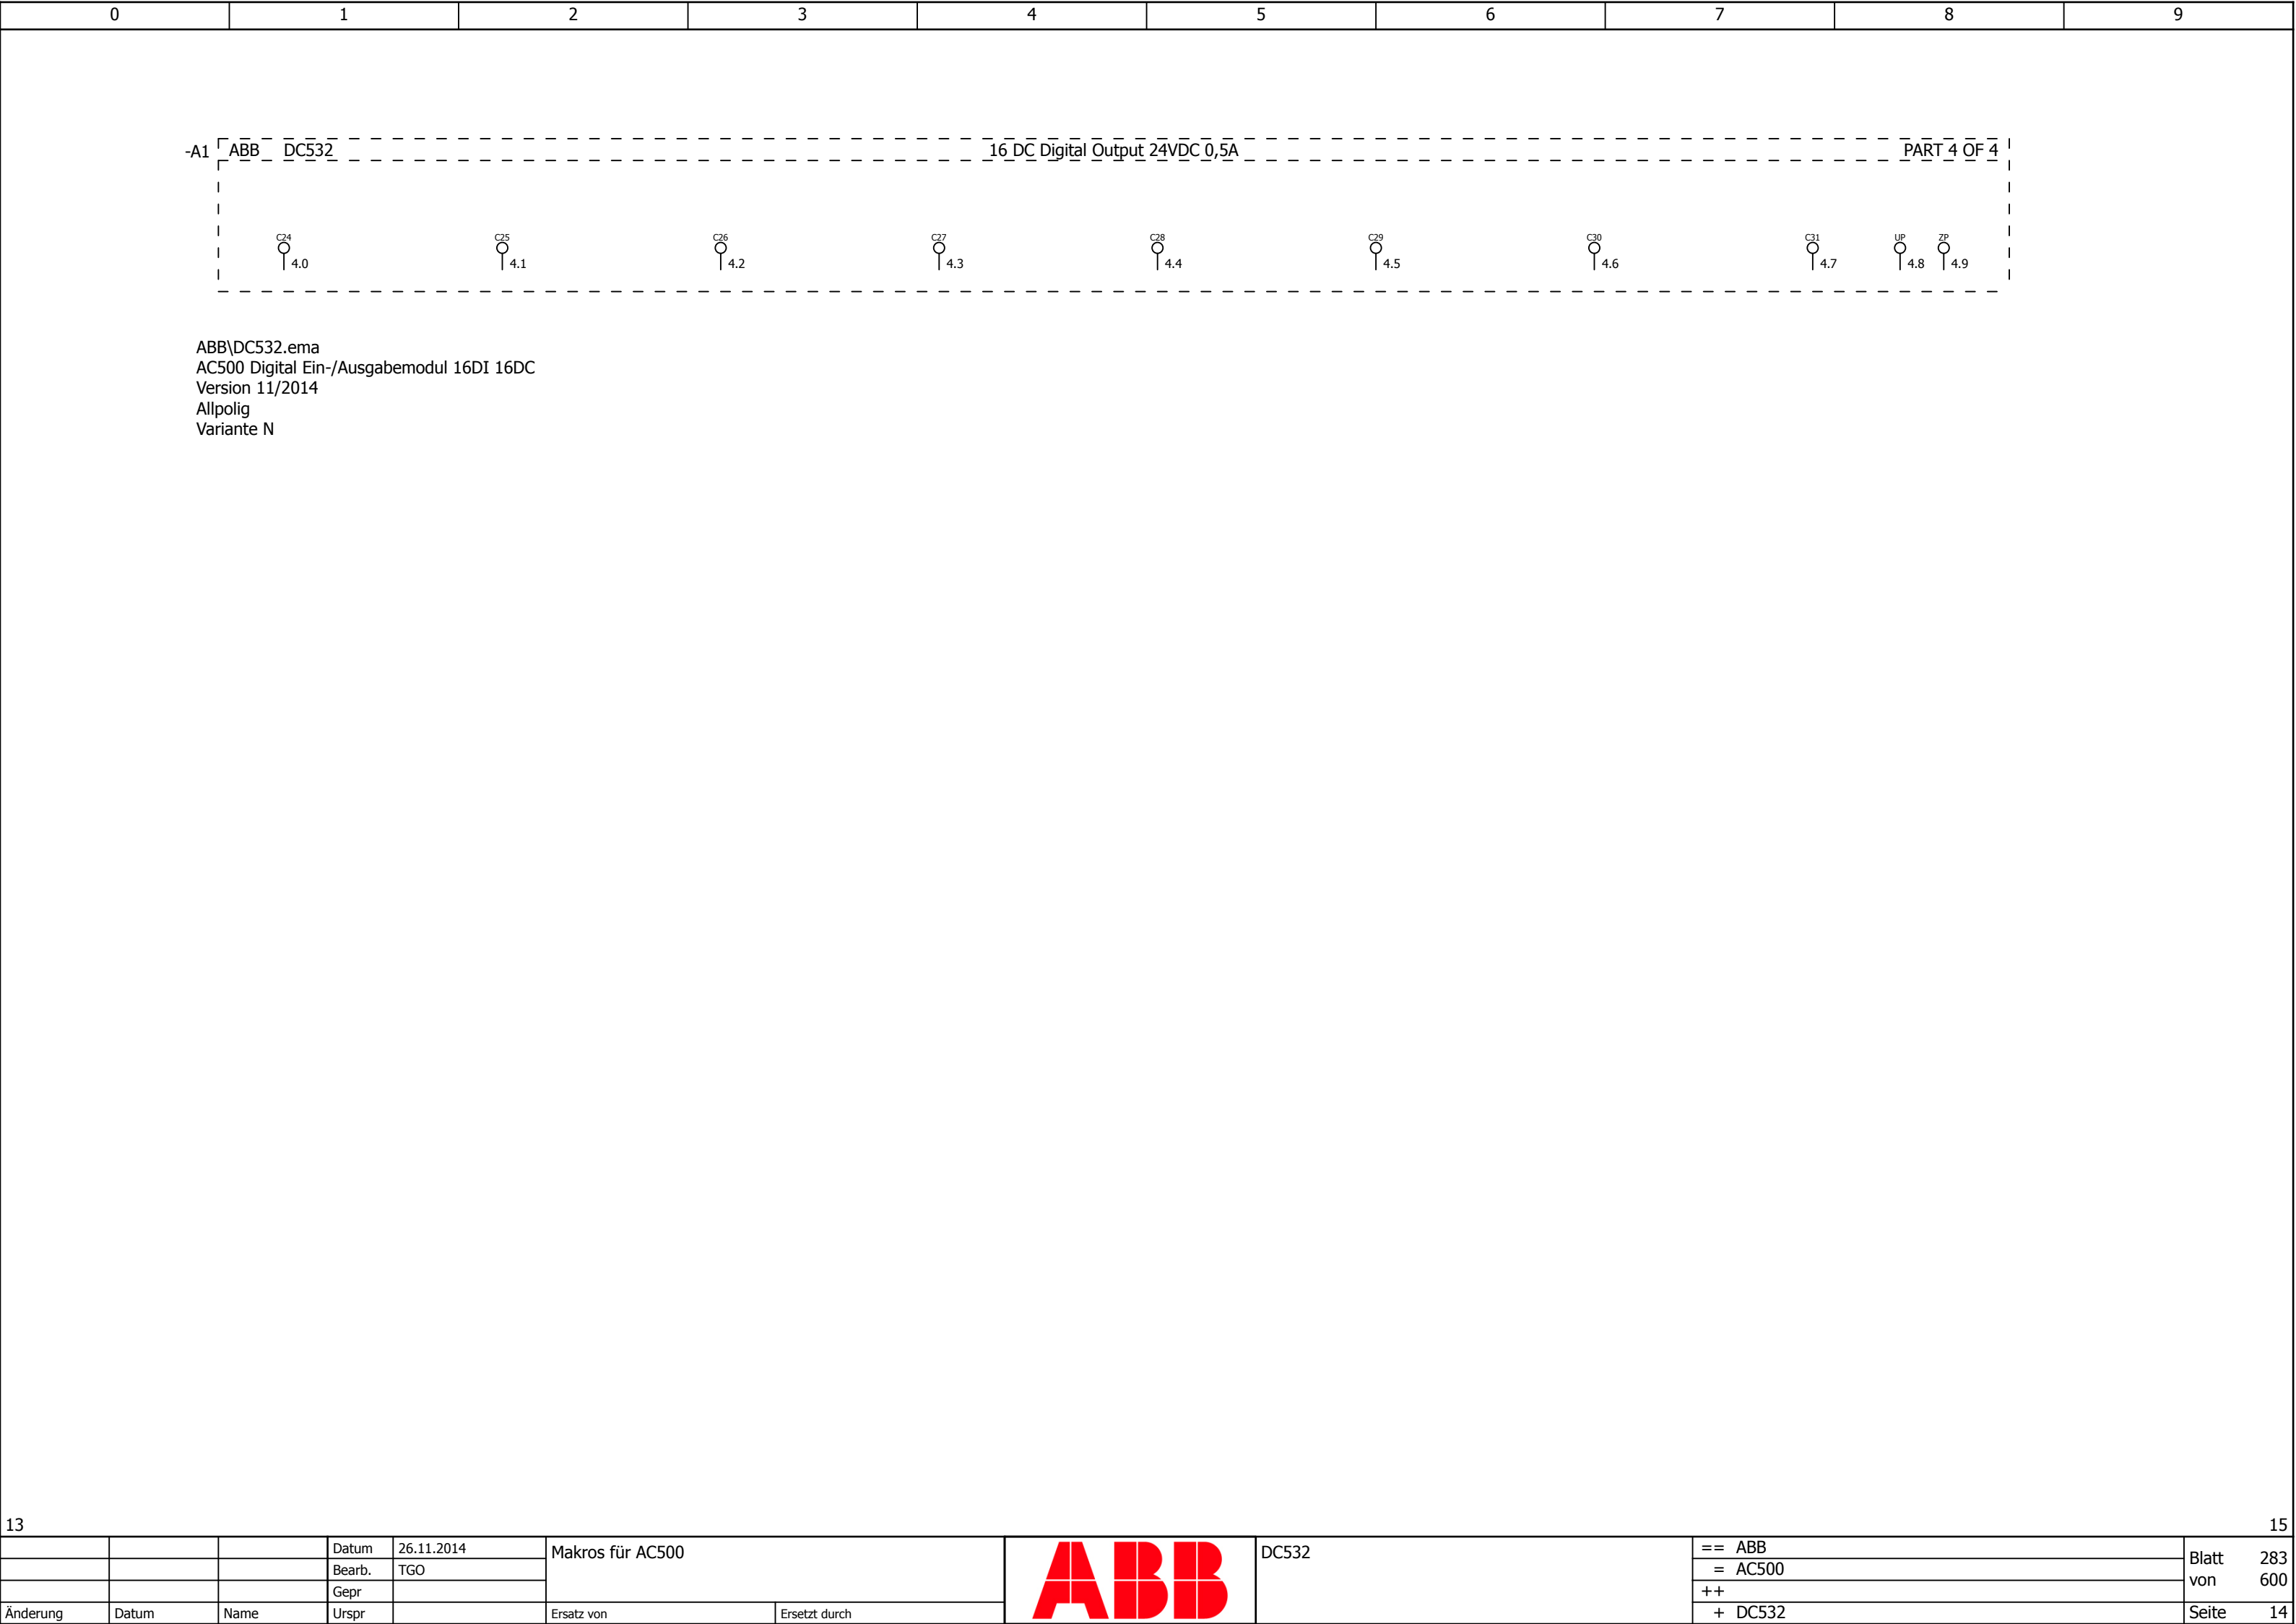 0 1 2 3 4 5 6 7 8 9
-A1 ABB DC532 16 DC Digital Output 24VDC 0,5A PART 4 OF 4
C24 C25 C26 C27 C28 C29 C30 C31 UP ZP
4.0 4.1 4.2 4.3 4.4 4.5 4.6 4.7 4.8 4.9
ABB\DC532.ema
AC500 Digital Ein-/Ausgabemodul 16DI 16DC
Version 11/2014
Allpolig
Variante N
13 15
Datum 26.11.2014 Makros für AC500 ABB DC532 == ABB Blatt 283
Bearb. TGO = AC500 von 600
Gepr ++
Änderung Datum Name Urspr Ersatz von Ersetzt durch + DC532 Seite 14